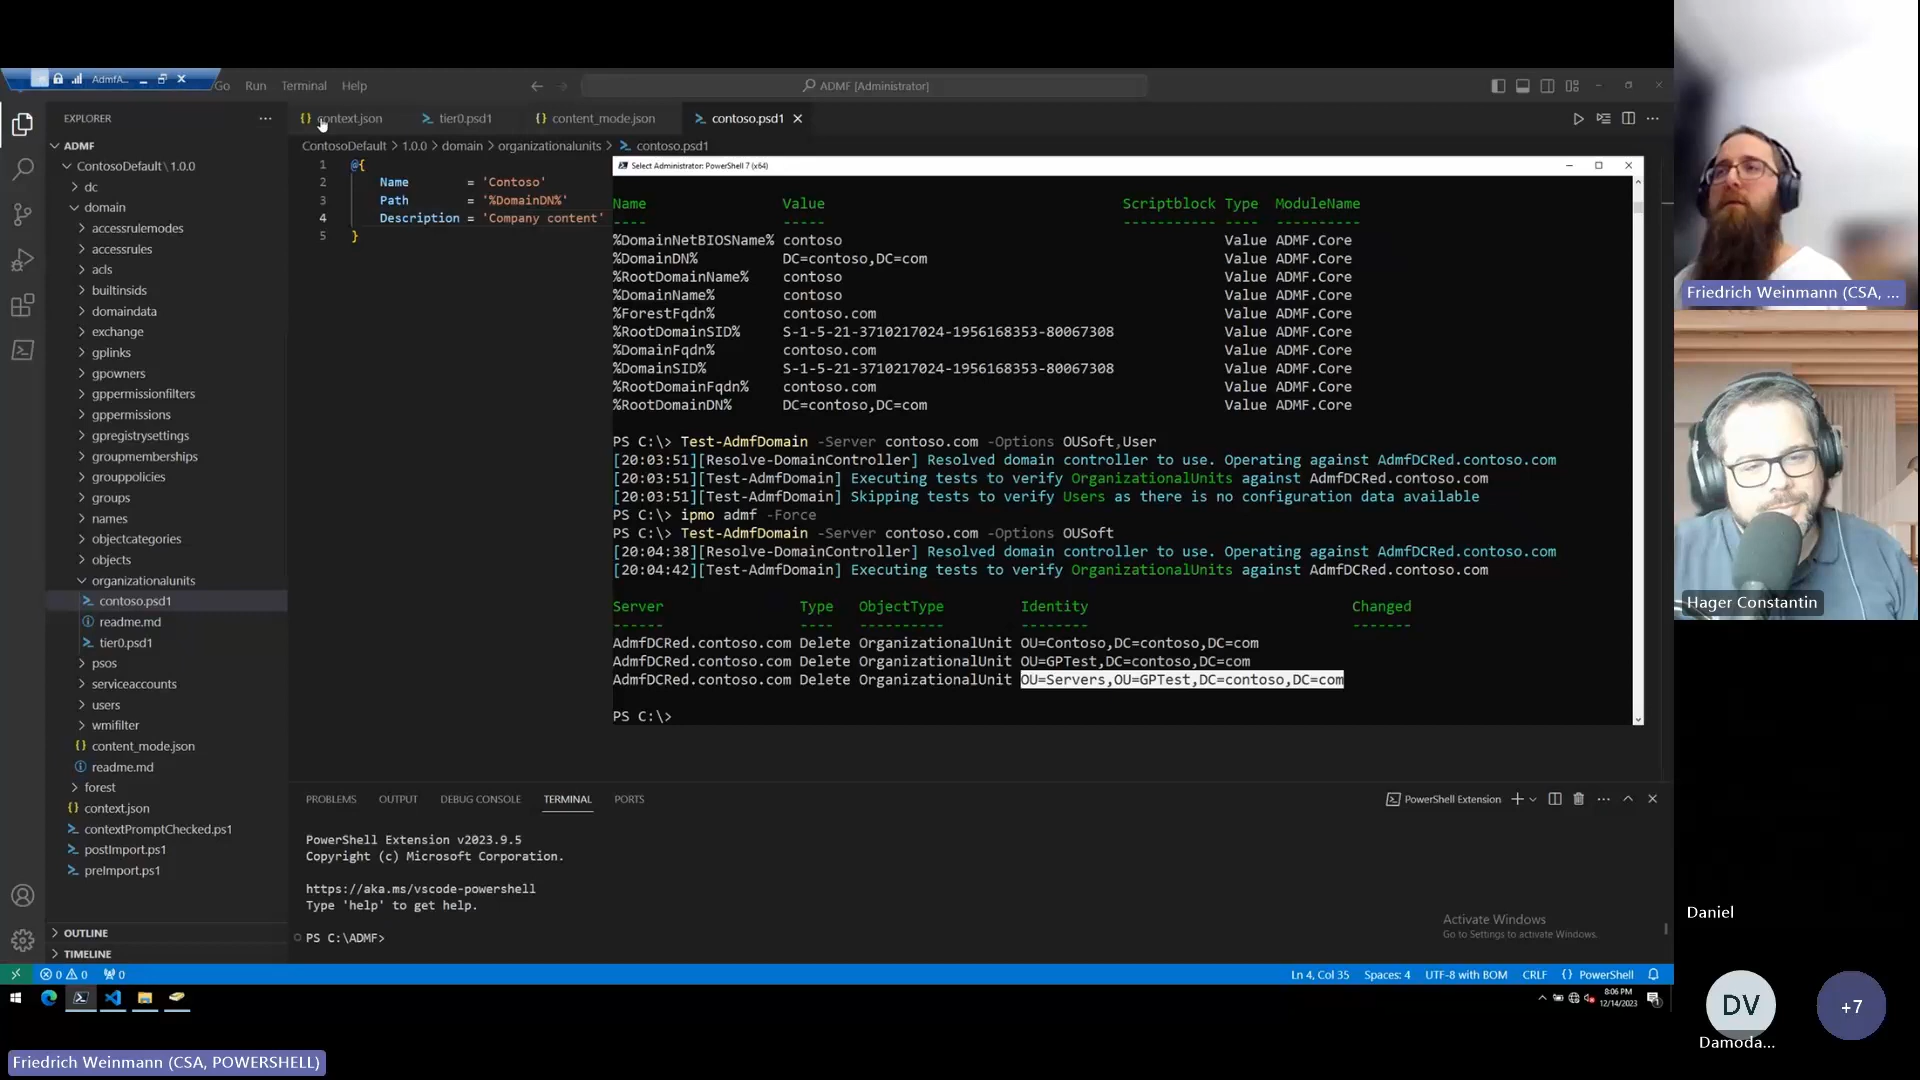 AdmfA...
Go Run Terminal Help
ADMF [Administrator]
EXPLORER
context.json
tier0.psd1
content_mode.json
contoso.psd1
ContosoDefault > 1.0.0 > domain > organizationalunits > contoso.psd1
ADMF
ContosoDefault \ 1.0.0
dc
domain
accessrulemodes
accessrules
acls
builtinsids
domaindata
exchange
gplinks
gpowners
gppermissionfilters
gppermissions
gpregistrysettings
groupmemberships
grouppolicies
groups
names
objectcategories
objects
organizationalunits
contoso.psd1
readme.md
tier0.psd1
psos
serviceaccounts
users
wmifilter
content_mode.json
readme.md
forest
context.json
contextPromptChecked.ps1
postImport.ps1
preImport.ps1
OUTLINE
TIMELINE
1 @{
2 Name = 'Contoso'
3 Path = '%DomainDN%'
4 Description = 'Company content'
5 }
Select Administrator: PowerShell 7 (x64)
Name Value Scriptblock Type ModuleName
---- ----- ----------- ---- ----------
%DomainNetBIOSName% contoso Value ADMF.Core
%DomainDN% DC=contoso,DC=com Value ADMF.Core
%RootDomainName% contoso Value ADMF.Core
%DomainName% contoso Value ADMF.Core
%ForestFqdn% contoso.com Value ADMF.Core
%RootDomainSID% S-1-5-21-3710217024-1956168353-80067308 Value ADMF.Core
%DomainFqdn% contoso.com Value ADMF.Core
%DomainSID% S-1-5-21-3710217024-1956168353-80067308 Value ADMF.Core
%RootDomainFqdn% contoso.com Value ADMF.Core
%RootDomainDN% DC=contoso,DC=com Value ADMF.Core
PS C:\> Test-AdmfDomain -Server contoso.com -Options OUSoft,User
[20:03:51][Resolve-DomainController] Resolved domain controller to use. Operating against AdmfDCRed.contoso.com
[20:03:51][Test-AdmfDomain] Executing tests to verify OrganizationalUnits against AdmfDCRed.contoso.com
[20:03:51][Test-AdmfDomain] Skipping tests to verify Users as there is no configuration data available
PS C:\> ipmo admf -Force
PS C:\> Test-AdmfDomain -Server contoso.com -Options OUSoft
[20:04:38][Resolve-DomainController] Resolved domain controller to use. Operating against AdmfDCRed.contoso.com
[20:04:42][Test-AdmfDomain] Executing tests to verify OrganizationalUnits against AdmfDCRed.contoso.com
Server Type ObjectType Identity Changed
------ ---- ---------- -------- -------
AdmfDCRed.contoso.com Delete OrganizationalUnit OU=Contoso,DC=contoso,DC=com
AdmfDCRed.contoso.com Delete OrganizationalUnit OU=GPTest,DC=contoso,DC=com
AdmfDCRed.contoso.com Delete OrganizationalUnit OU=Servers,OU=GPTest,DC=contoso,DC=com
PS C:\>
PROBLEMS OUTPUT DEBUG CONSOLE TERMINAL PORTS
PowerShell Extension
PowerShell Extension v2023.9.5
Copyright (c) Microsoft Corporation.
https://aka.ms/vscode-powershell
Type 'help' to get help.
PS C:\ADMF>
Activate Windows
Go to Settings to activate Windows.
0 0 0
Ln 4, Col 35 Spaces: 4 UTF-8 with BOM CRLF {} PowerShell
8:06 PM
12/14/2023
Friedrich Weinmann (CSA, POWERSHELL)
Friedrich Weinmann (CSA, ...
Hager Constantin
Daniel
DV
Damoda...
+7